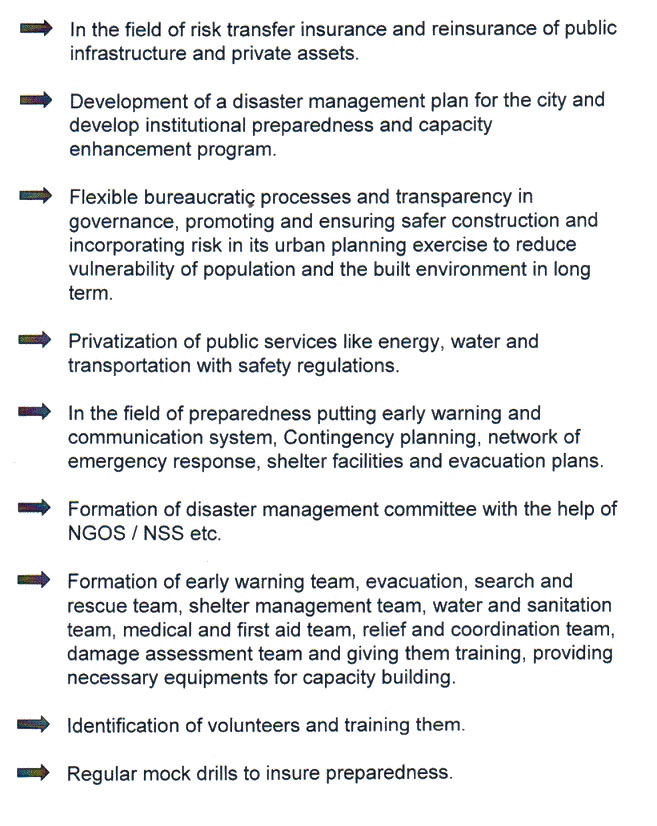 In the field of risk transfer insurance and reinsurance of public
infrastructure and private assets.
Development of a disaster management plan for the city and
develop institutional preparedness and capacity
enhancement program.
Flexible bureaucratic processes and transparency in
governance, promoting and ensuring safer construction and
incorporating risk in its urban planning exercise to reduce
vulnerability of population and the built environment in long
term.
Privatization of public services like energy, water and
transportation with safety regulations.
In the field of preparedness putting early warning and
communication system, Contingency planning, network of
emergency response, shelter facilities and evacuation plans.
Formation of disaster management committee with the help of
NGOS / NSS etc.
Formation of early warning team, evacuation, search and
rescue team, shelter management team, water and sanitation
team, medical and first aid team, relief and coordination team,
damage assessment team and giving them training, providing
necessary equipments for capacity building.
Identification of volunteers and training them.
Regular mock drills to insure preparedness.